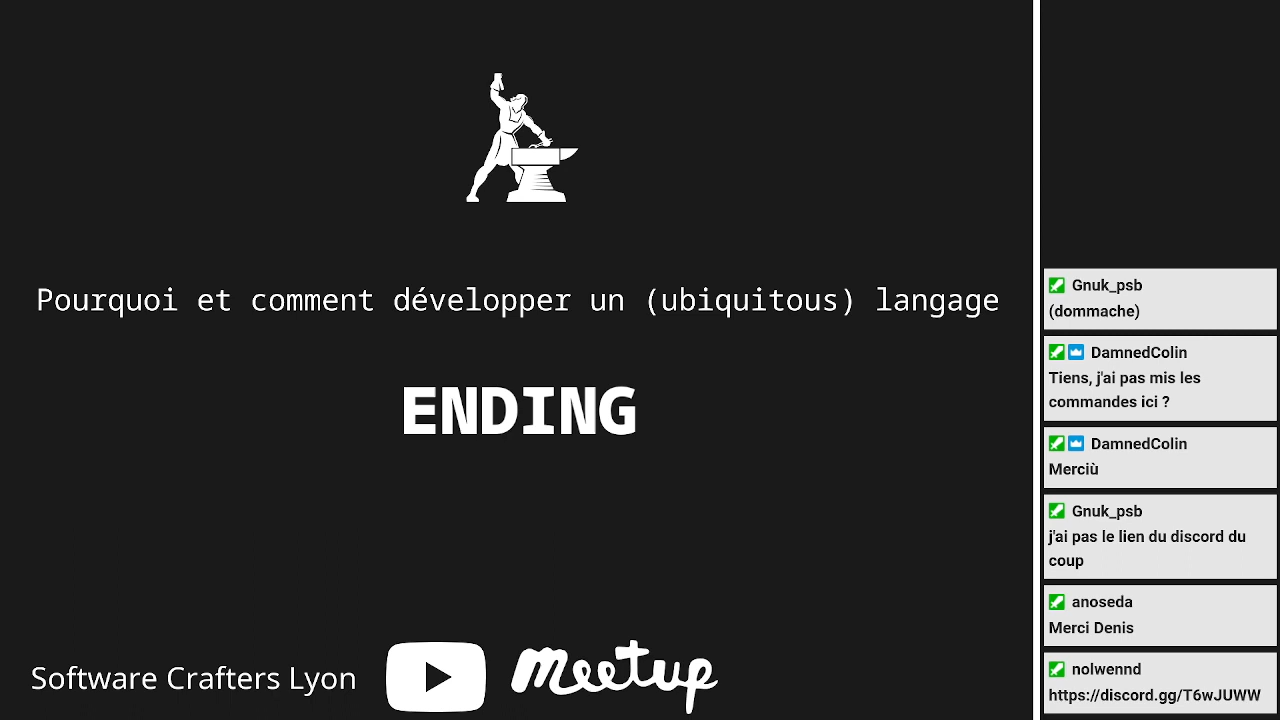 Pourquoi et comment développer un (ubiquitous) langage
ENDING
Software Crafters Lyon
meetup
Gnuk_psb
(dommache)
DamnedColin
Tiens, j'ai pas mis les
commandes ici ?
DamnedColin
Merciù
Gnuk_psb
j'ai pas le lien du discord du
coup
anoseda
Merci Denis
nolwennd
https://discord.gg/T6wJUWW